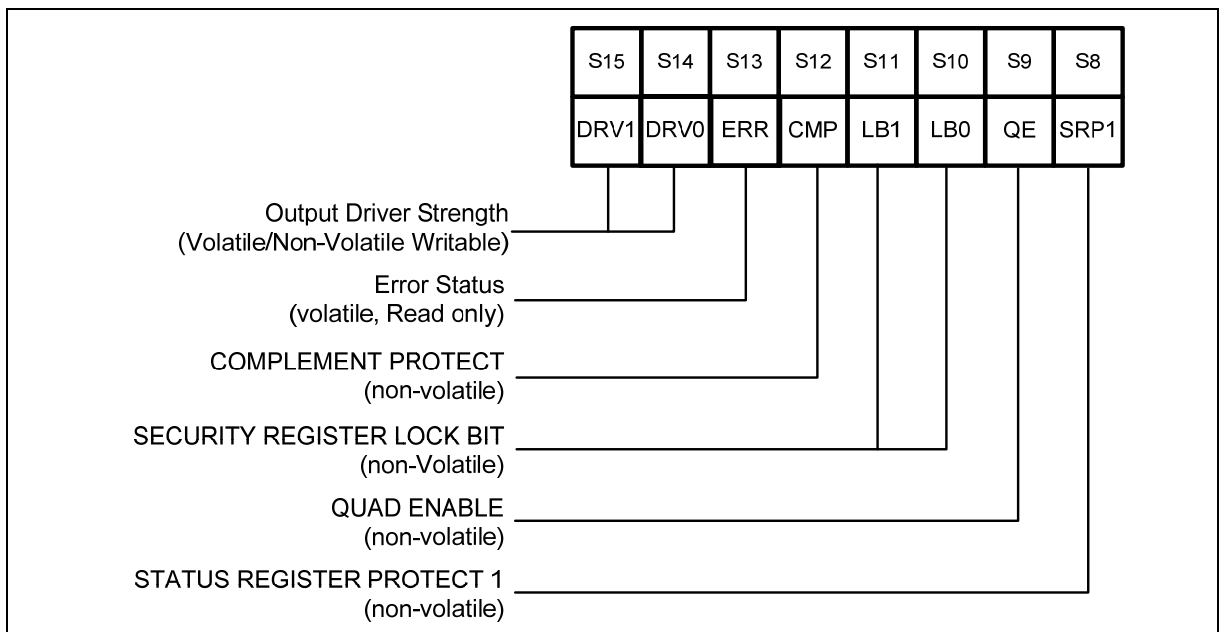 S15 S14 S13 S12 S11 S10 S9 S8
DRV1 DRV0 ERR CMP LB1 LB0 QE SRP1
Output Driver Strength
(Volatile/Non-Volatile Writable)
Error Status
(volatile, Read only)
COMPLEMENT PROTECT
(non-volatile)
SECURITY REGISTER LOCK BIT
(non-Volatile)
QUAD ENABLE
(non-volatile)
STATUS REGISTER PROTECT 1
(non-volatile)